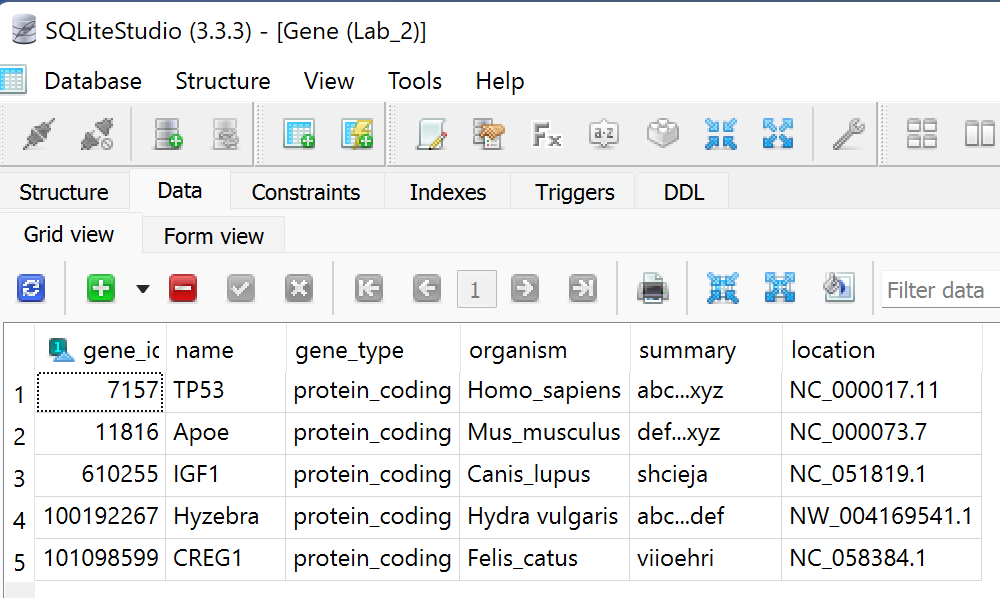 SQLiteStudio (3.3.3) - [Gene (Lab_2)]
Database Structure View Tools Help
Fx a-z
Structure Data Constraints Indexes Triggers DDL
Grid view Form view
1 Filter data
1 gene_id name gene_type organism summary location
1 7157 TP53 protein_coding Homo_sapiens abc...xyz NC_000017.11
2 11816 Apoe protein_coding Mus_musculus def...xyz NC_000073.7
3 610255 IGF1 protein_coding Canis_lupus shcieja NC_051819.1
4 100192267 Hyzebra protein_coding Hydra vulgaris abc...def NW_004169541.1
5 101098599 CREG1 protein_coding Felis_catus viioehri NC_058384.1